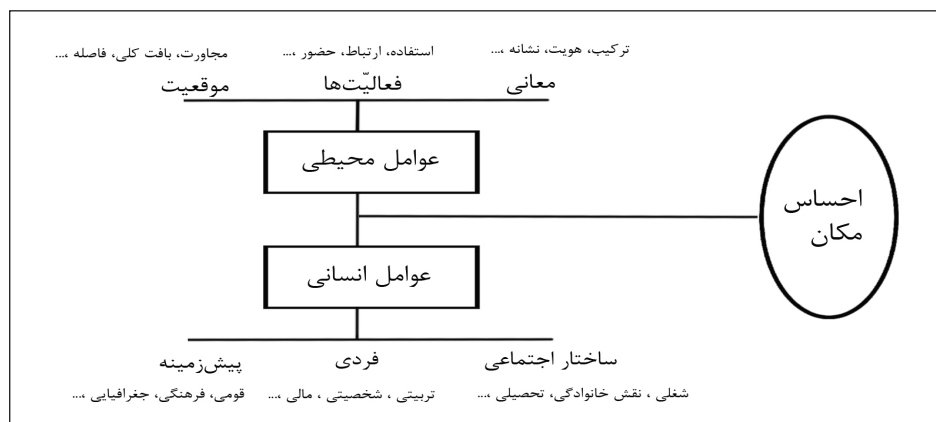 ترکیب، هویت، نشانه ،...
استفاده، ارتباط، حضور ،...
مجاورت، بافت کلی، فاصله ،...
معانی
فعالیّت‌ها
موقعیت
عوامل محیطی
احساس
مکان
عوامل انسانی
ساختار اجتماعی
فردی
پیش‌زمینه
شغلی ، نقش خانوادگی، تحصیلی ،...
تربیتی ، شخصیتی ، مالی ،...
قومی، فرهنگی، جغرافیایی ،...